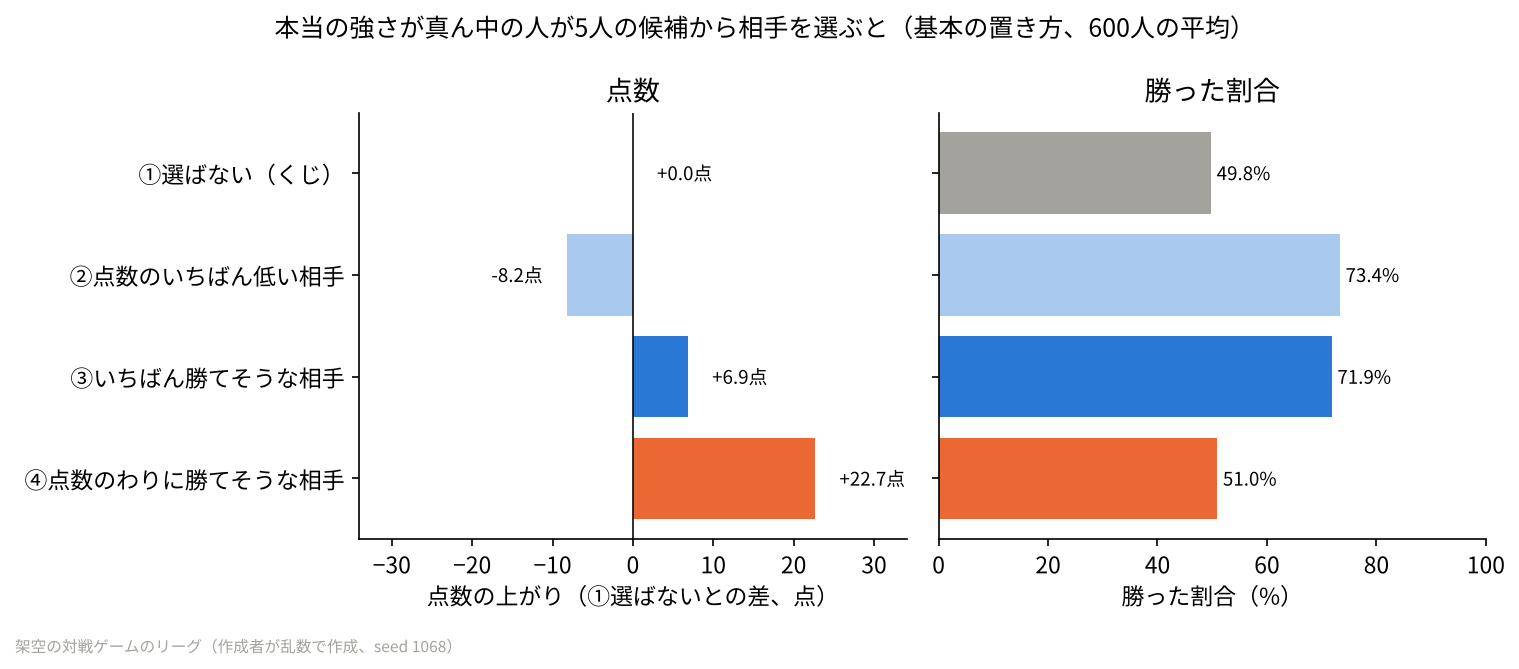 本当の強さが真ん中の人が5人の候補から相手を選ぶと（基本の置き方、600人の平均）
点数
勝った割合
①選ばない（くじ）
+0.0点
49.8%
②点数のいちばん低い相手
-8.2点
73.4%
③いちばん勝てそうな相手
+6.9点
71.9%
④点数のわりに勝てそうな相手
+22.7点
51.0%
−30 −20 −10 0 10 20 30
0 20 40 60 80 100
点数の上がり（①選ばないとの差、点）
勝った割合（%）
架空の対戦ゲームのリーグ（作成者が乱数で作成、seed 1068）